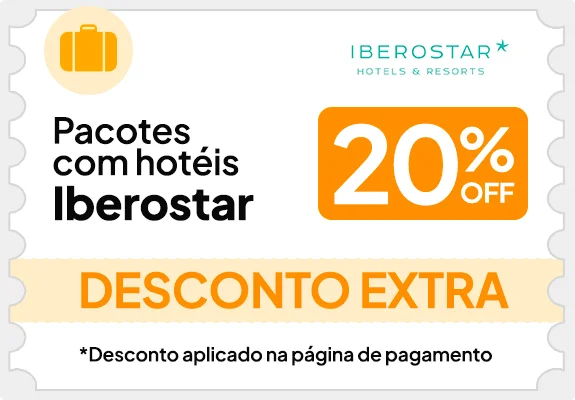 IBEROSTAR*
HOTELS & RESORTS
Pacotes
com hotéis
Iberostar
20% OFF
DESCONTO EXTRA
*Desconto aplicado na página de pagamento